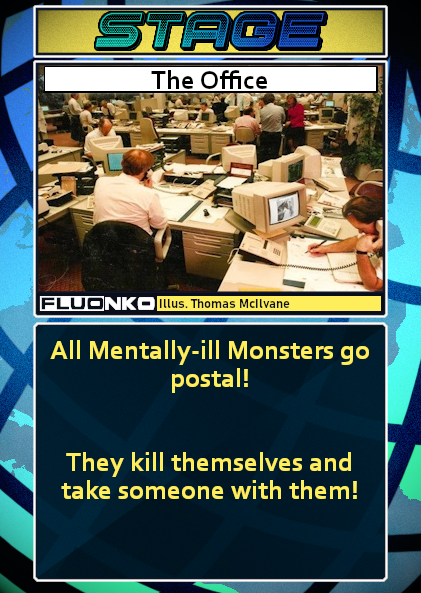 STAGE
The Office
FLUONKO Illus. Thomas McIlvane
All Mentally-ill Monsters go
postal!
They kill themselves and
take someone with them!